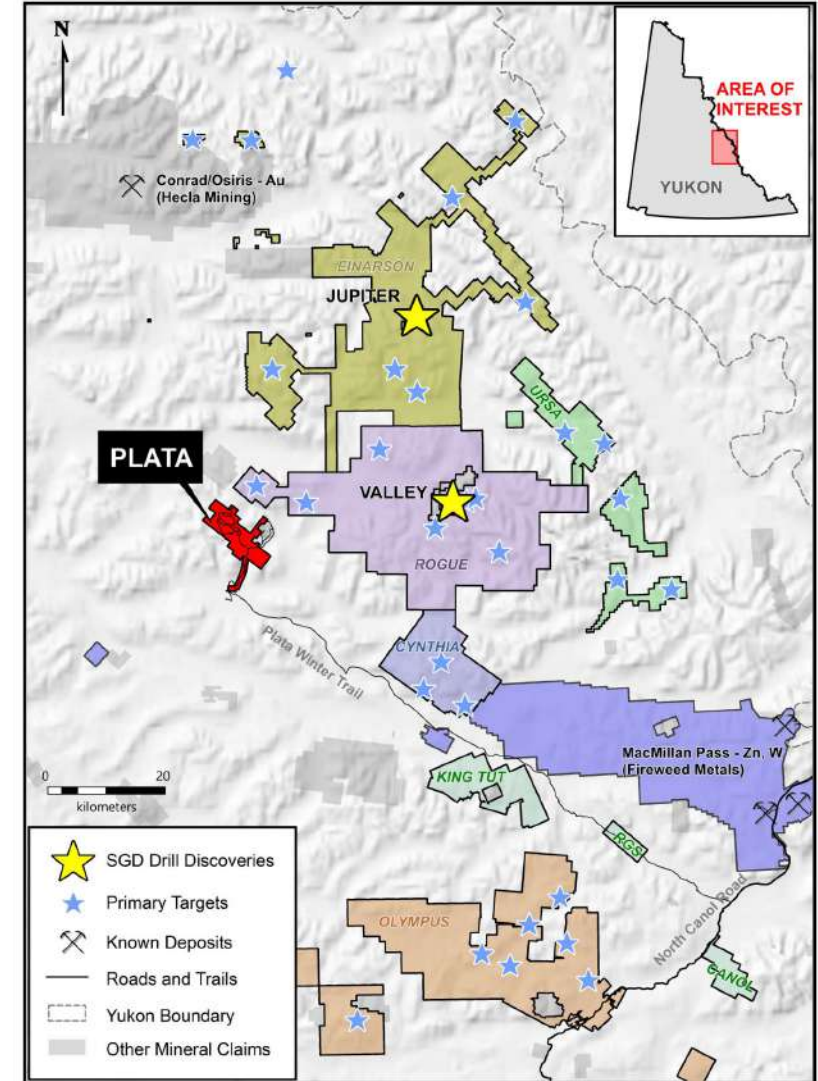 N
AREA OF
INTEREST
YUKON
Conrad/Osiris - Au
(Hecla Mining)
EINARSON
JUPITER
URSA
PLATA
VALLEY
ROGUE
Plata Winter Trail
CYNTHIA
MacMillan Pass - Zn, W
(Fireweed Metals)
0 20
kilometers
KING TUT
RGS
North Canol Road
OLYMPUS
CANOL
SGD Drill Discoveries
Primary Targets
Known Deposits
Roads and Trails
Yukon Boundary
Other Mineral Claims